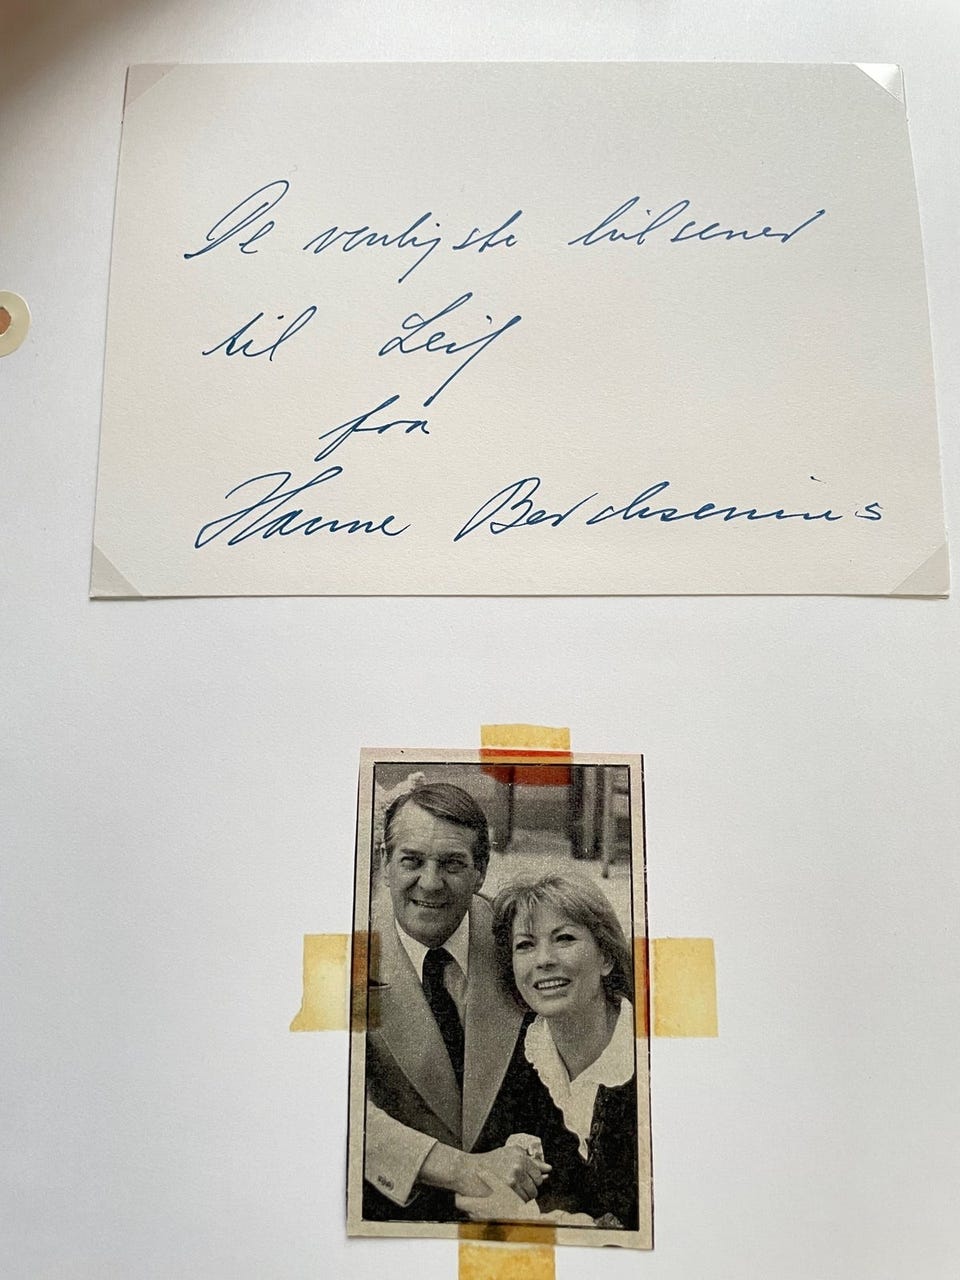 De venligste hilsener
til Leif
fra
Hanne Borchsenius